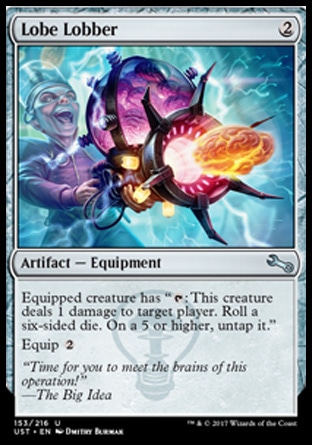 Lobe Lobber 2
Artifact — Equipment
Equipped creature has “: This creature
deals 1 damage to target player. Roll a
six-sided die. On a 5 or higher, untap it.”
Equip 2
“Time for you to meet the brains of this
operation!”
—The Big Idea
153/216 U
UST • EN Dmitry Burmak
™ & © 2017 Wizards of the Coast